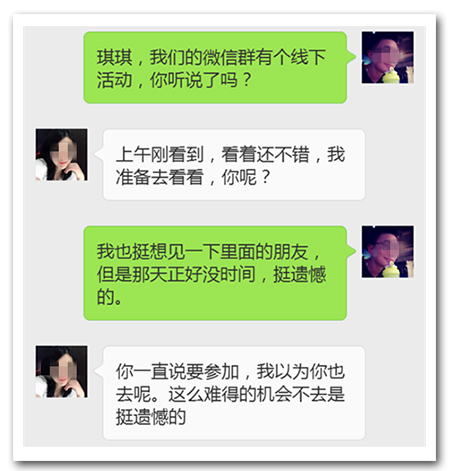 琪琪，我们的微信群有个线下
活动，你听说了吗？
上午刚看到，看着还不错，我
准备去看看，你呢？
我也挺想见一下里面的朋友，
但是那天正好没时间，挺遗憾
的。
你一直说要参加，我以为你也
去呢。这么难得的机会不去是
挺遗憾的